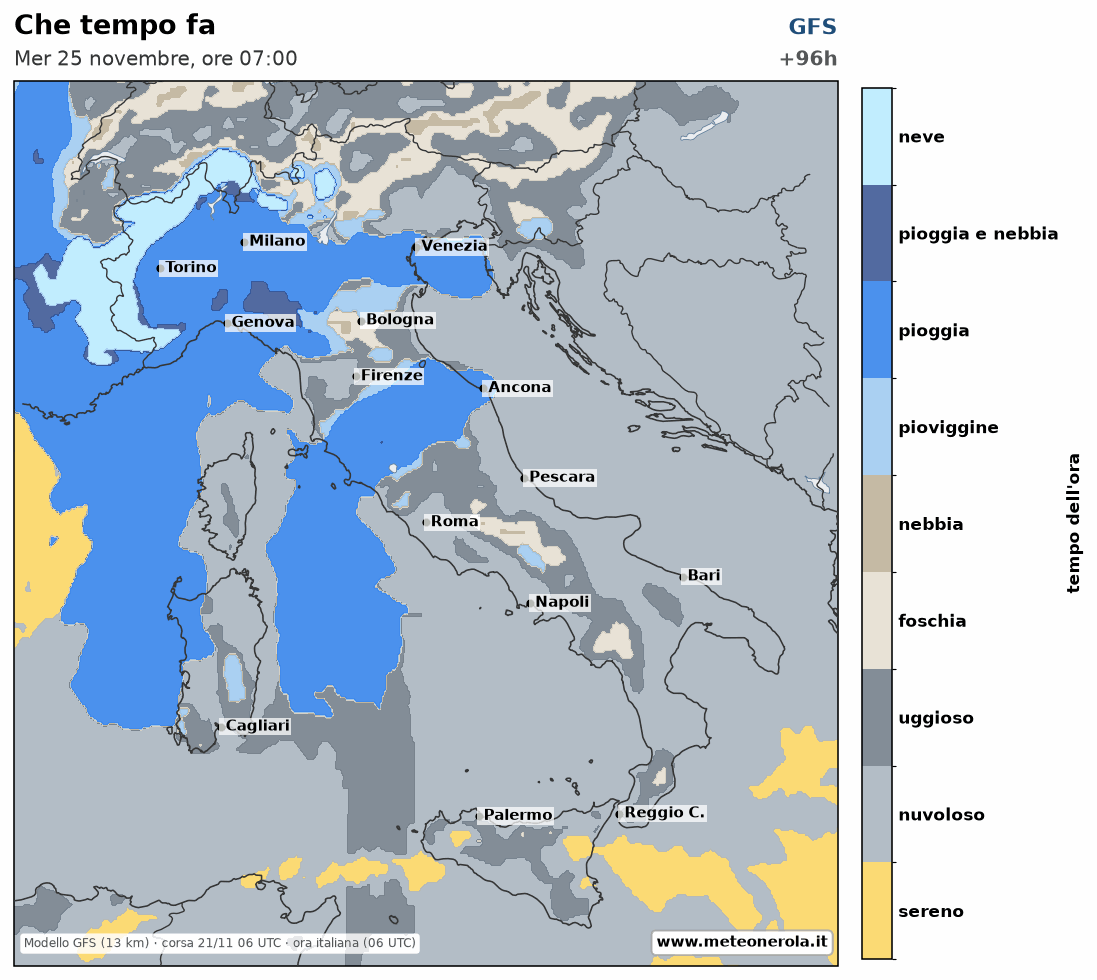 Che tempo fa
GFS
Mer 25 novembre, ore 07:00
+96h
neve
pioggia e nebbia
pioggia
pioviggine
nebbia
foschia
uggioso
nuvoloso
sereno
tempo dell'ora
Milano
Venezia
Torino
Genova
Bologna
Firenze
Ancona
Pescara
Roma
Bari
Napoli
Cagliari
Palermo
Reggio C.
Modello GFS (13 km) · corsa 21/11 06 UTC · ora italiana (06 UTC)
www.meteonerola.it